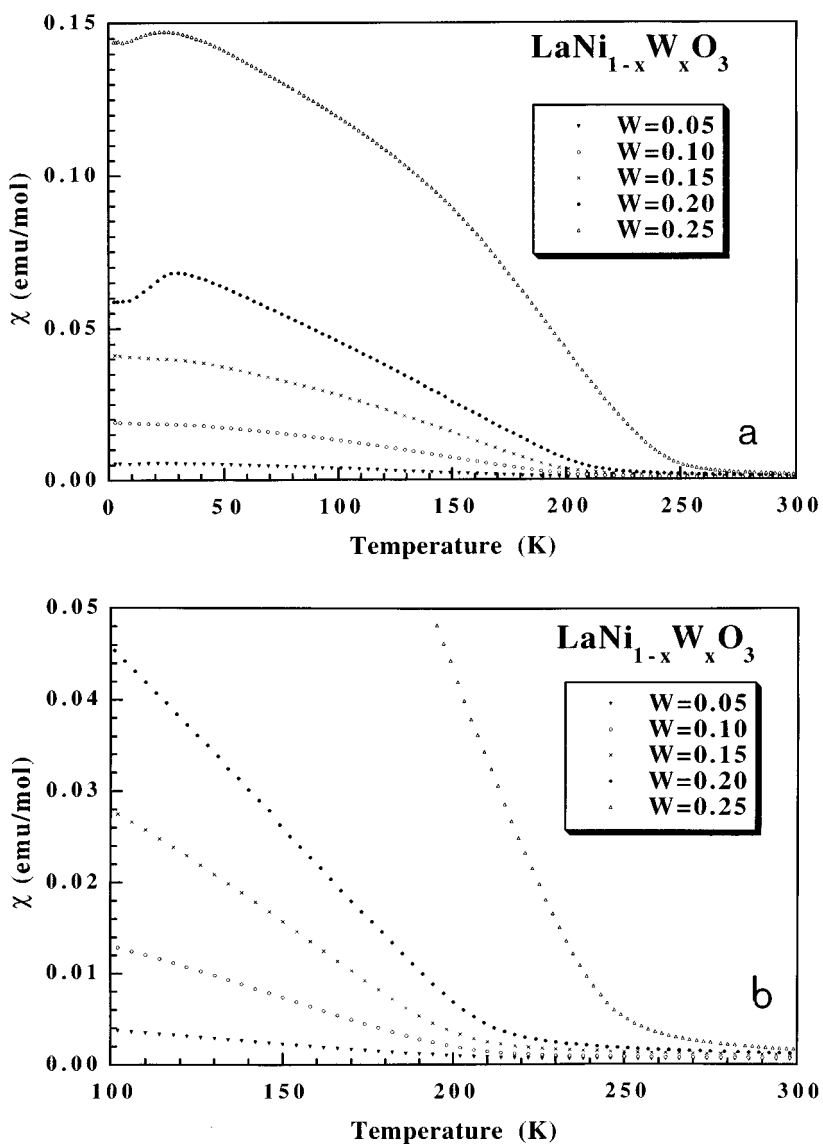 0.15
LaNi1-xWxO3
W=0.05
W=0.10
W=0.15
W=0.20
W=0.25
0.10
0.05
0.00
χ (emu/mol)
a
0 50 100 150 200 250 300
Temperature (K)
0.05
LaNi1-xWxO3
W=0.05
W=0.10
W=0.15
W=0.20
W=0.25
0.04
0.03
0.02
0.01
0.00
χ (emu/mol)
b
100 150 200 250 300
Temperature (K)